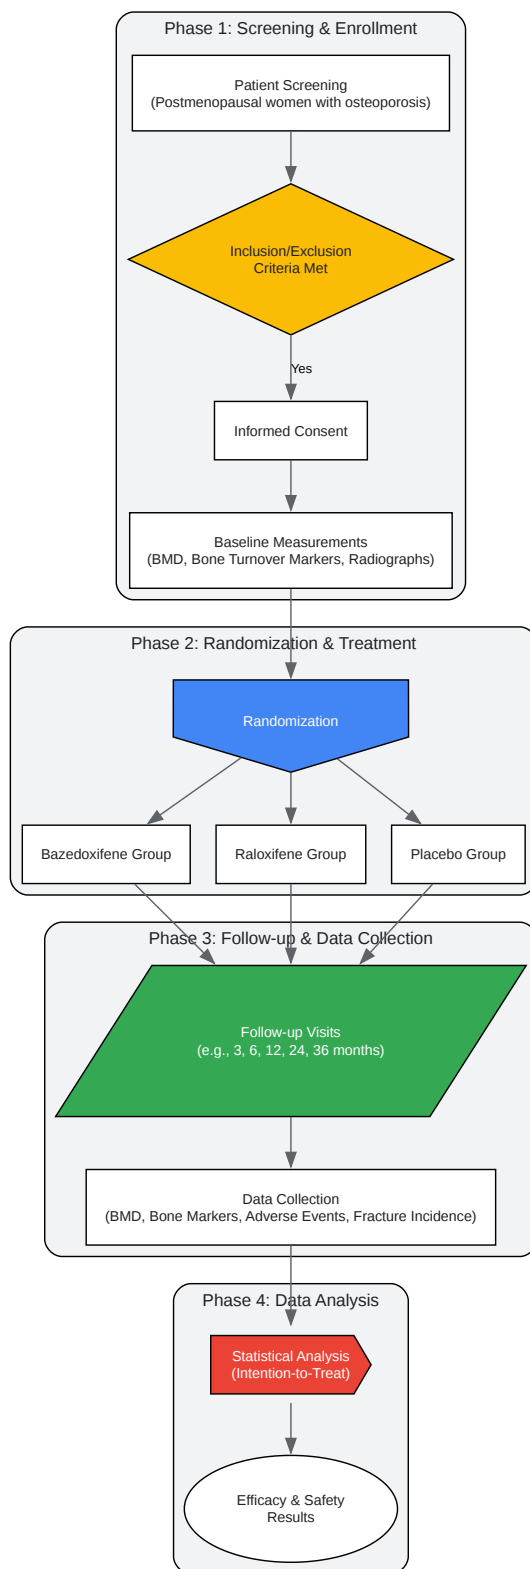 Phase 1: Screening & Enrollment
Patient Screening
(Postmenopausal women with osteoporosis)
Inclusion/Exclusion
Criteria Met
Yes
Informed Consent
Baseline Measurements
(BMD, Bone Turnover Markers, Radiographs)
Phase 2: Randomization & Treatment
Randomization
Bazedoxifene Group
Raloxifene Group
Placebo Group
Phase 3: Follow-up & Data Collection
Follow-up Visits
(e.g., 3, 6, 12, 24, 36 months)
Data Collection
(BMD, Bone Markers, Adverse Events, Fracture Incidence)
Phase 4: Data Analysis
Statistical Analysis
(Intention-to-Treat)
Efficacy & Safety
Results